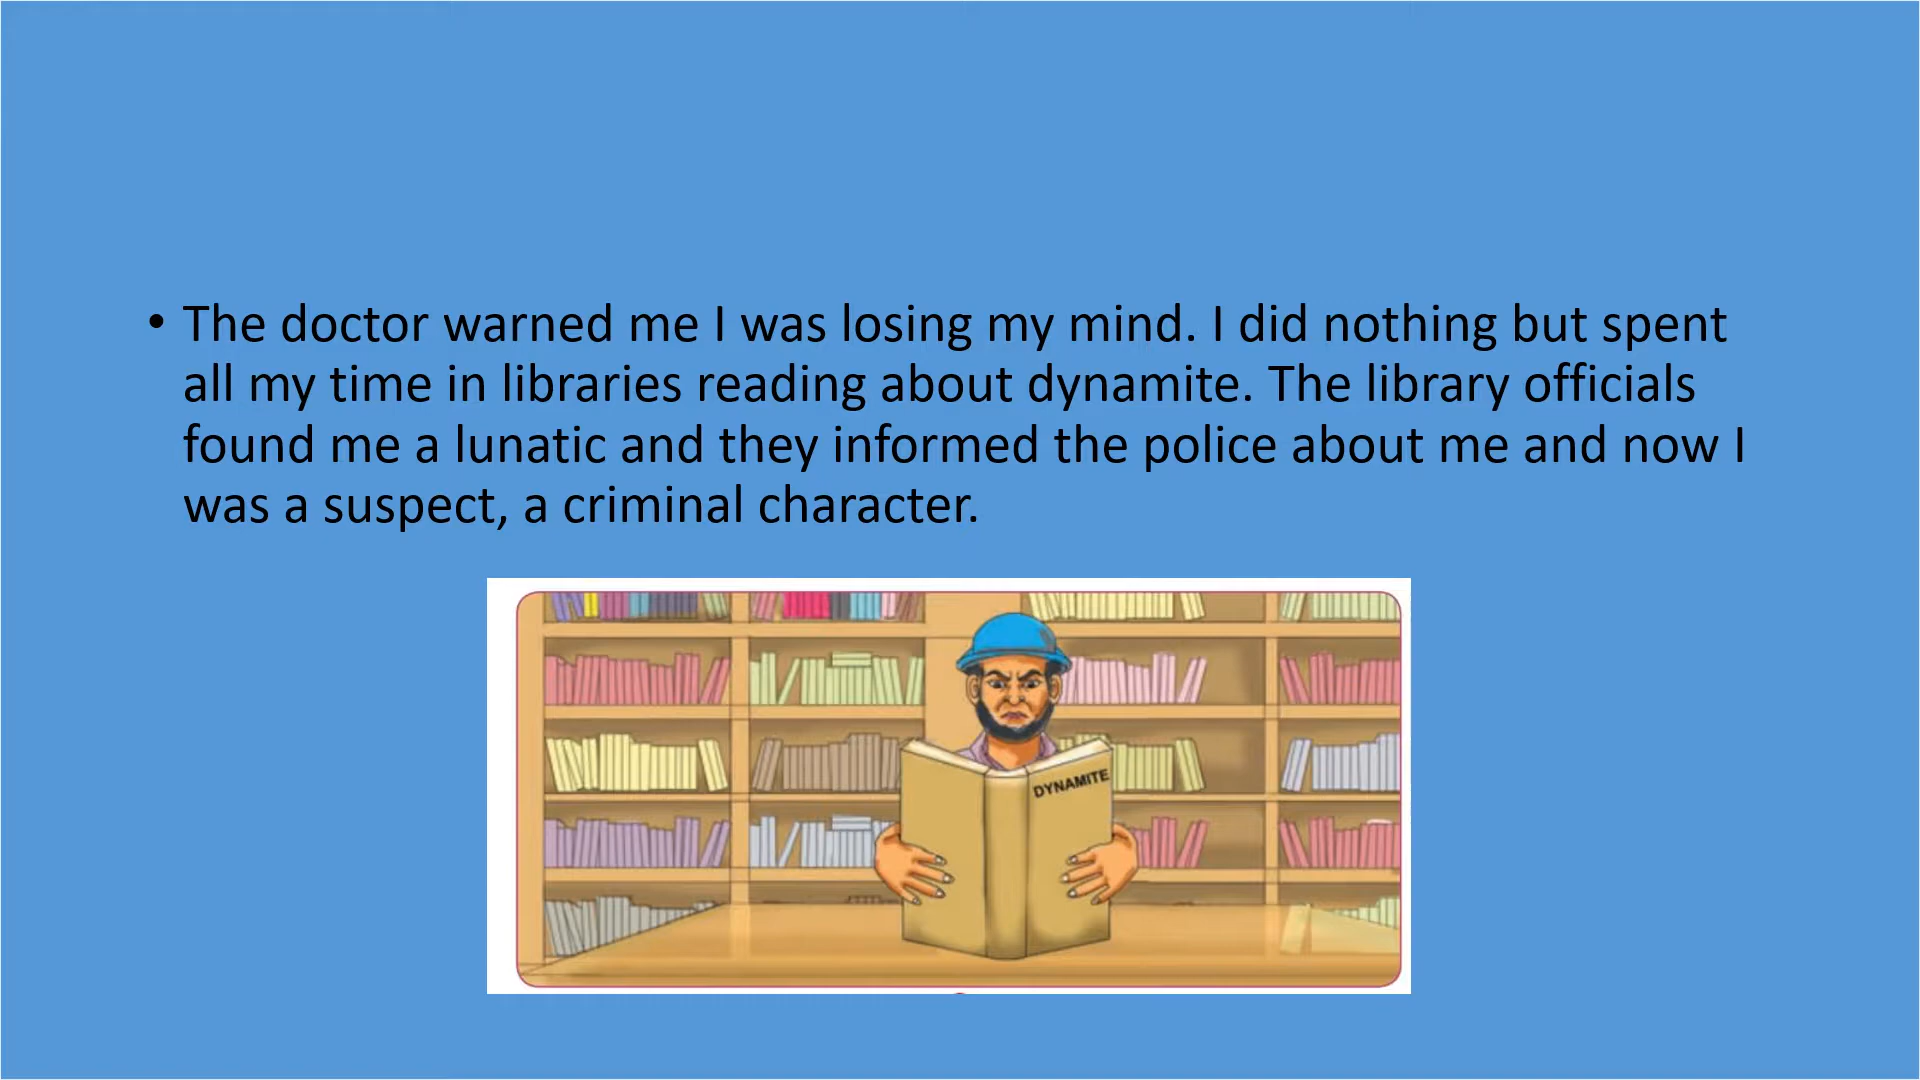 • The doctor warned me I was losing my mind. I did nothing but spent
all my time in libraries reading about dynamite. The library officials
found me a lunatic and they informed the police about me and now I
was a suspect, a criminal character.
DYNAMITE